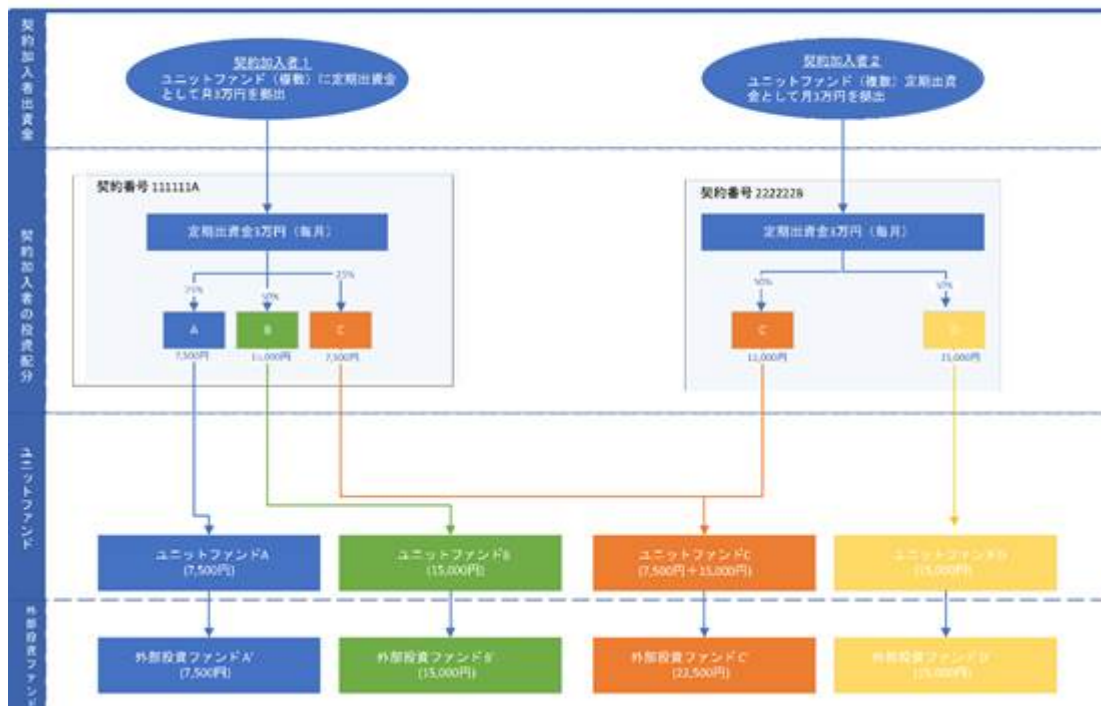 契約加入者出資金
契約加入者1
ユニットファンド（複数）に定期出資金
として月3万円を拠出
契約加入者2
ユニットファンド（複数）定期出資
金として月3万円を拠出
契約加入者の投資配分
契約番号 111111A
定期出資金3万円（毎月）
25%
50%
25%
A
B
C
7,500円
15,000円
7,500円
契約番号 222222B
定期出資金3万円（毎月）
50%
50%
C
D
15,000円
15,000円
ユニットファンド
ユニットファンドA
(7,500円)
ユニットファンドB
(15,000円)
ユニットファンドC
(7,500円＋15,000円)
ユニットファンドD
(15,000円)
外部投資ファンド
外部投資ファンドA'
(7,500円)
外部投資ファンドB'
(15,000円)
外部投資ファンドC'
(22,500円)
外部投資ファンドD'
(15,000円)